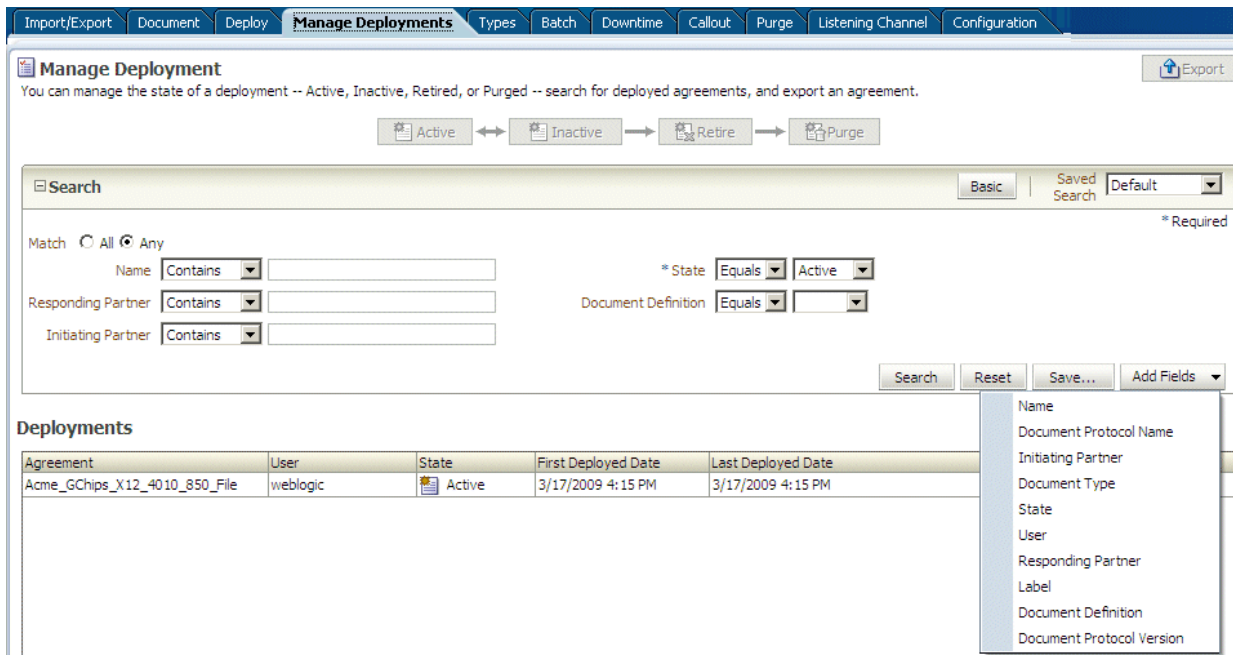 Import/Export Document Deploy Manage Deployments Types Batch Downtime Callout Purge Listening Channel Configuration
Manage Deployment
Export
You can manage the state of a deployment -- Active, Inactive, Retired, or Purged -- search for deployed agreements, and export an agreement.
Active Inactive Retire Purge
Search
Basic
Saved Search Default
* Required
Match All Any
Name Contains
* State Equals Active
Responding Partner Contains
Document Definition Equals
Initiating Partner Contains
Search Reset Save... Add Fields
Name
Document Protocol Name
Initiating Partner
Document Type
State
User
Responding Partner
Label
Document Definition
Document Protocol Version
Deployments
Agreement User State First Deployed Date Last Deployed Date
Acme_GChips_X12_4010_850_File weblogic Active 3/17/2009 4:15 PM 3/17/2009 4:15 PM